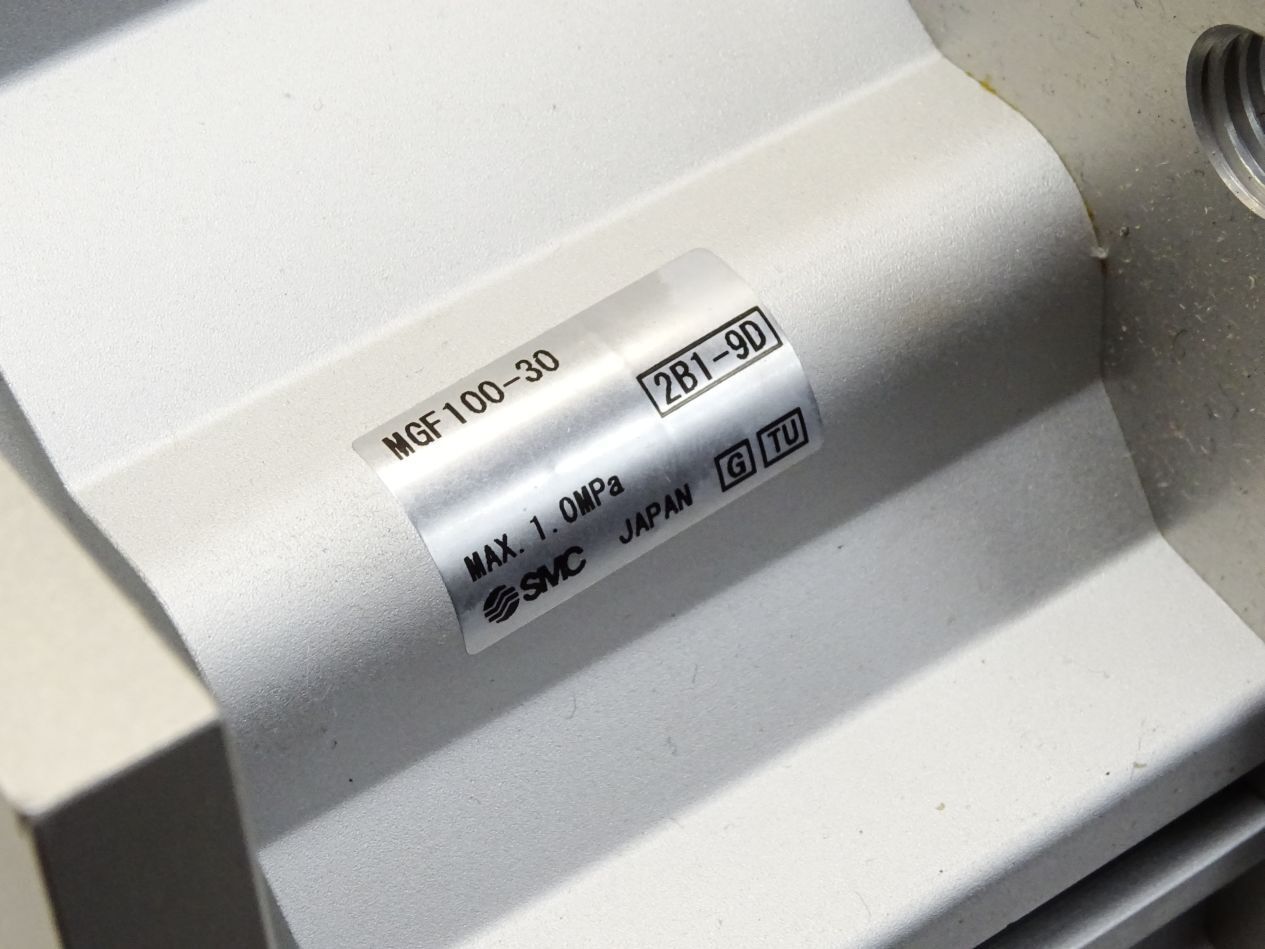 MGF100-30
2B1-9D
MAX. 1.0MPa
SMC JAPAN G TU